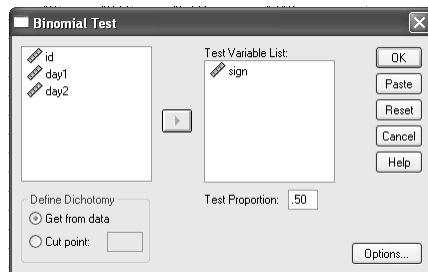 Binomial Test
id
day1
day2
Test Variable List:
sign
OK
Paste
Reset
Cancel
Help
Define Dichotomy
Get from data
Cut point:
Test Proportion: .50
Options...